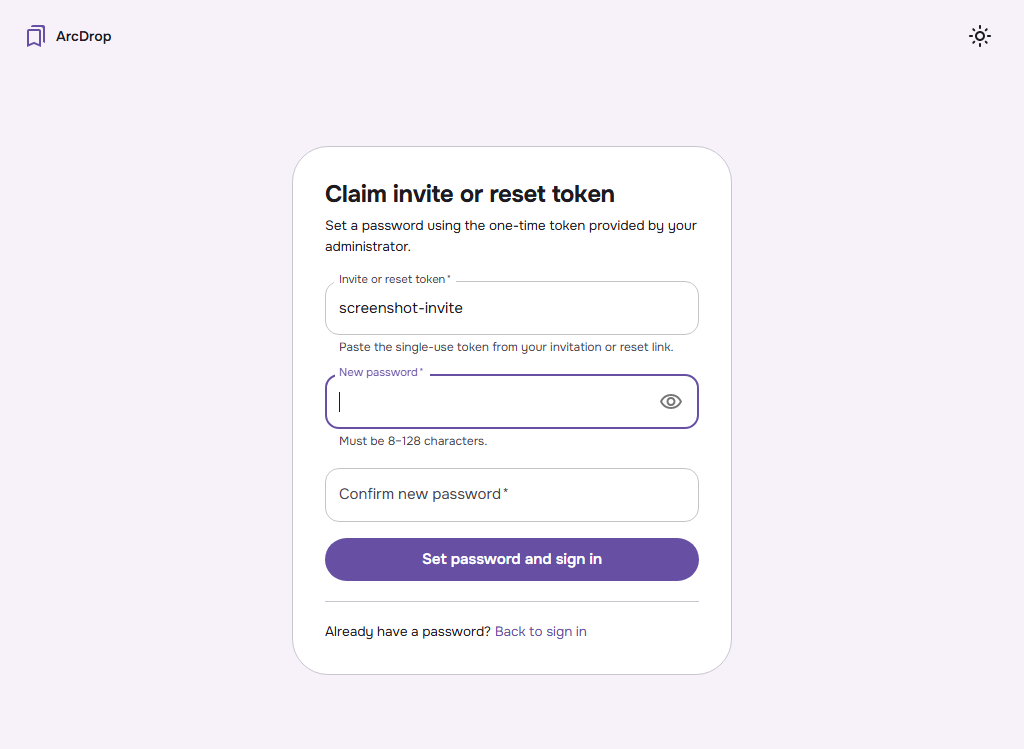 ArcDrop
Claim invite or reset token
Set a password using the one-time token provided by your
administrator.
Invite or reset token *
screenshot-invite
Paste the single-use token from your invitation or reset link.
New password *
Must be 8–128 characters.
Confirm new password *
Set password and sign in
Already have a password? Back to sign in